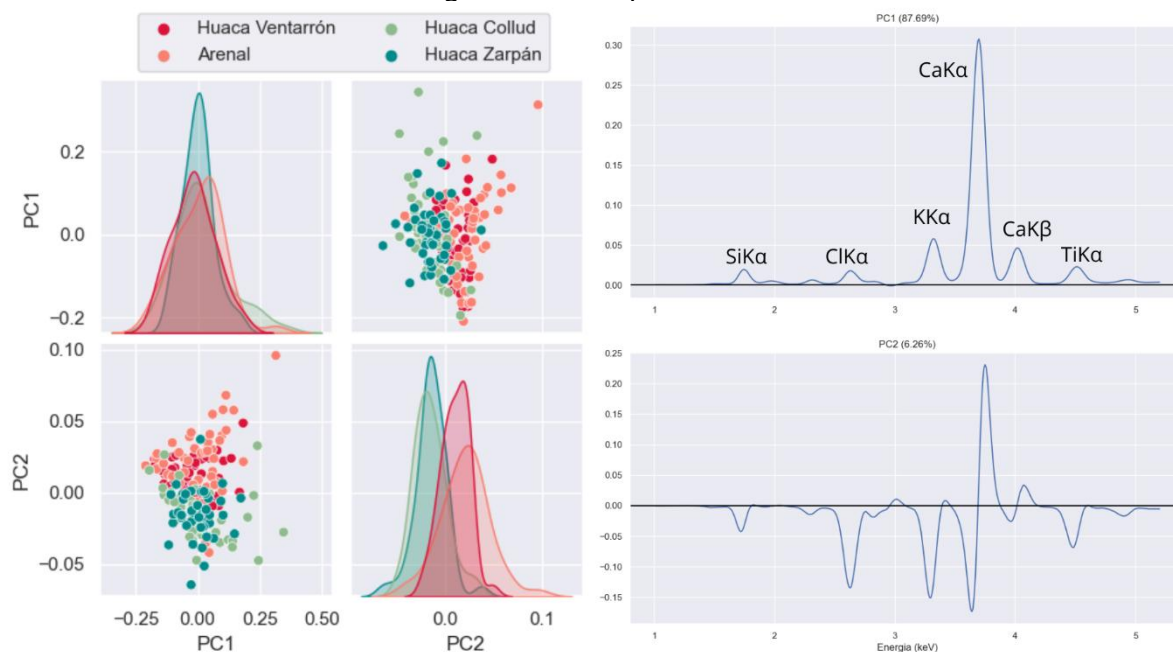 Huaca Ventarrón
Arenal
Huaca Collud
Huaca Zarpán
PC1
0.2
0.0
−0.2
PC2
0.10
0.05
0.00
−0.05
−0.25
0.00
0.25
0.50
PC1
0.0
0.1
PC2
PC1 (87.69%)
0.30
0.25
0.20
0.15
0.10
0.05
0.00
SiKα
ClKα
KKα
CaKα
CaKβ
TiKα
1
2
3
4
5
PC2 (6.26%)
0.25
0.20
0.15
0.10
0.05
0.00
−0.05
−0.10
−0.15
1
2
3
4
5
Energia (keV)